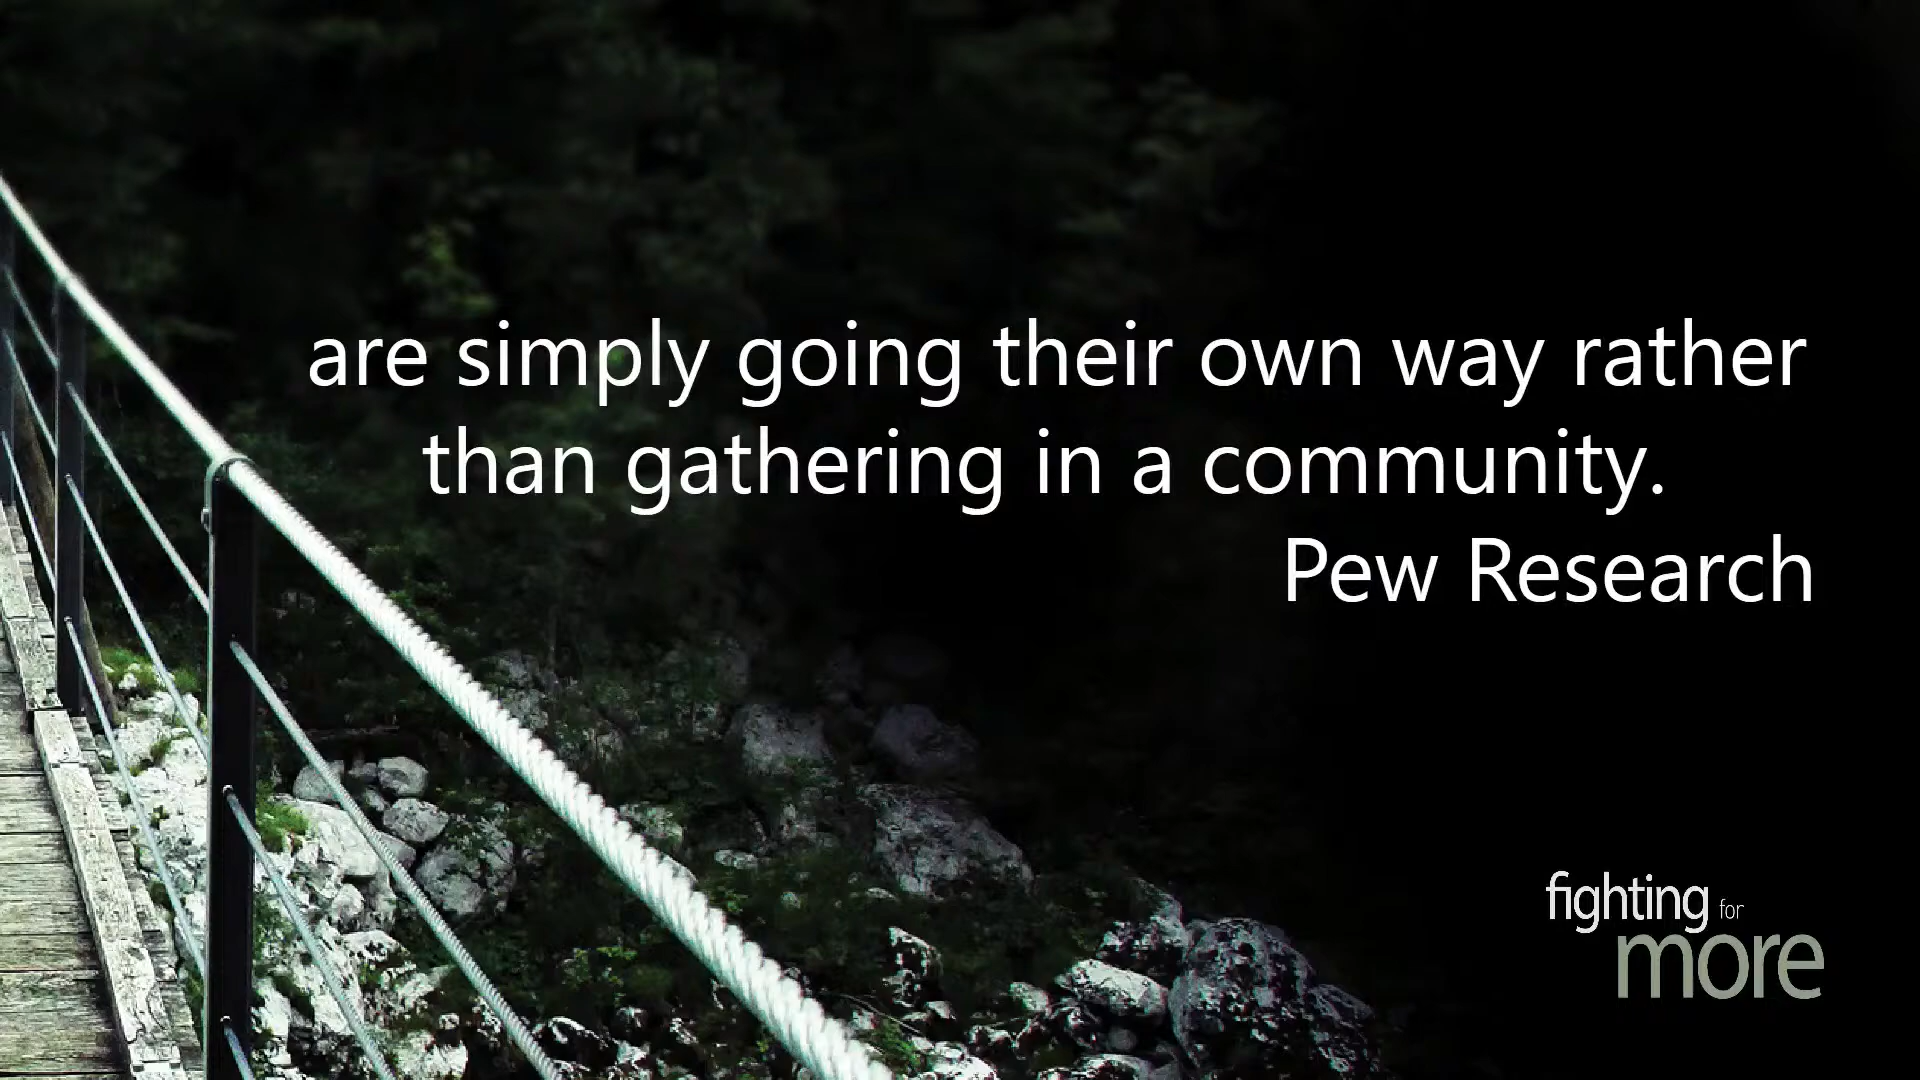 are simply going their own way rather
than gathering in a community.
Pew Research
fighting for
more